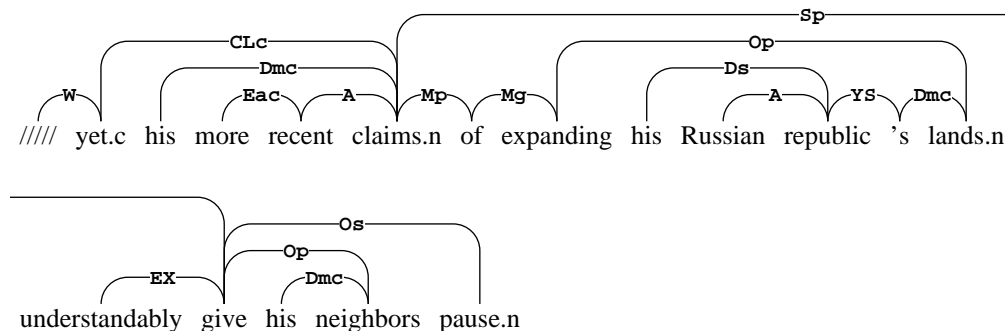 Sp
CLc Op
Dmc Ds
W Eac A Mp Mg A YS Dmc
///// yet.c his more recent claims.n of expanding his Russian republic ’s lands.n
Os
Op
EX Dmc
understandably give his neighbors pause.n